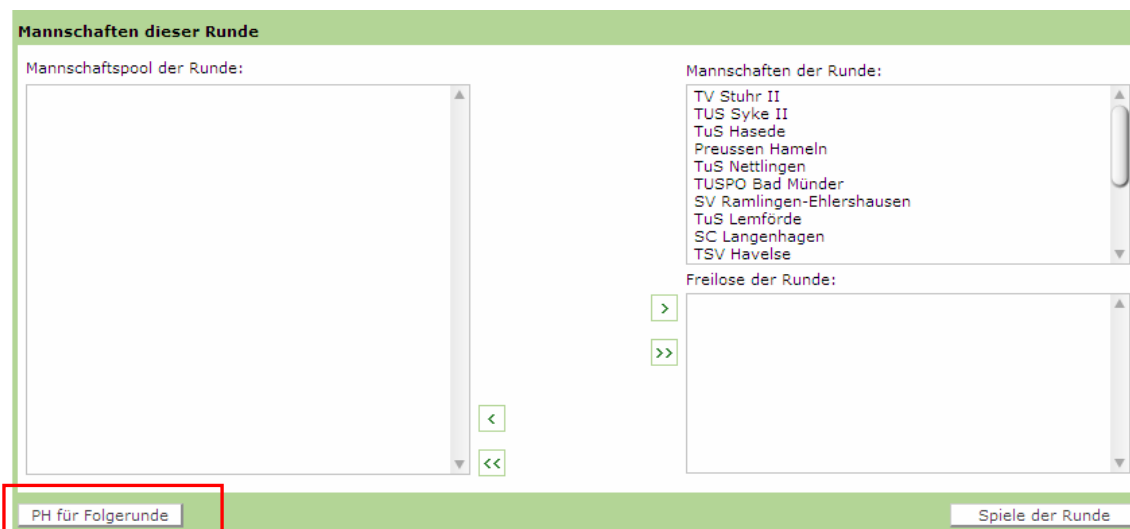 Mannschaften dieser Runde
Mannschaftspool der Runde:
Mannschaften der Runde:
TV Stuhr II
TUS Syke II
TuS Hasede
Preussen Hameln
TuS Nettlingen
TUSPO Bad Münder
SV Ramlingen-Ehlershausen
TuS Lemförde
SC Langenhagen
TSV Havelse
Freilose der Runde:
>
>>
<
<<
PH für Folgerunde
Spiele der Runde